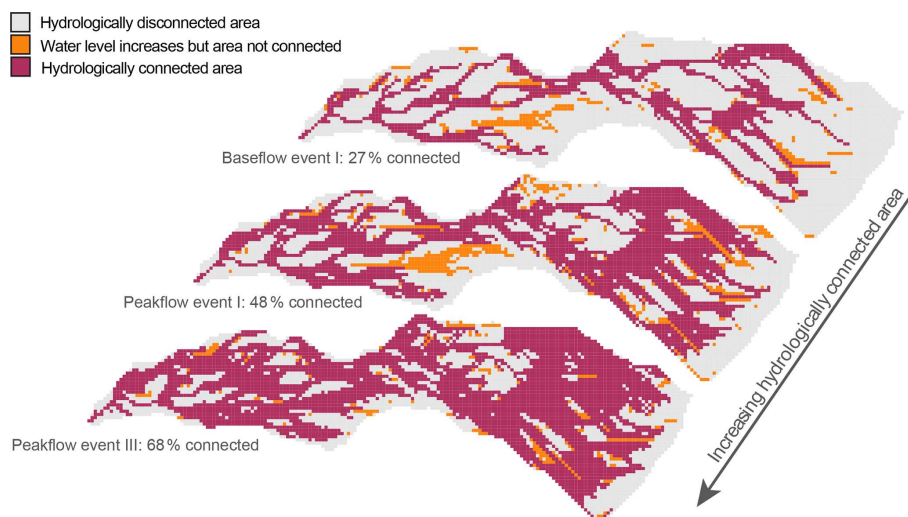 Hydrologically disconnected area
Water level increases but area not connected
Hydrologically connected area
Baseflow event I: 27 % connected
Peakflow event I: 48 % connected
Peakflow event III: 68 % connected
Increasing hydrologically connected area